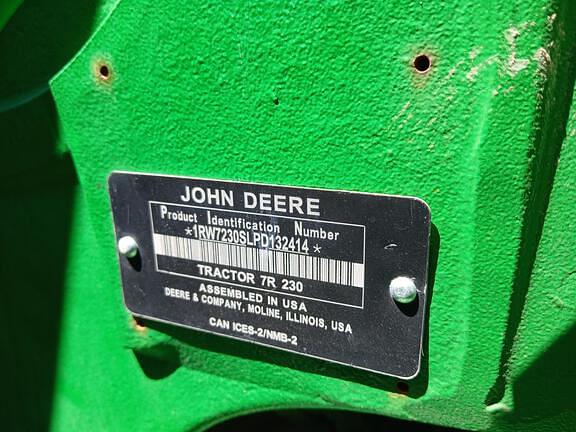 JOHN DEERE
Product Identification Number
*1RW7230SLPD132414*
TRACTOR 7R 230
ASSEMBLED IN USA
DEERE & COMPANY, MOLINE, ILLINOIS, USA
CAN ICES-2/NMB-2